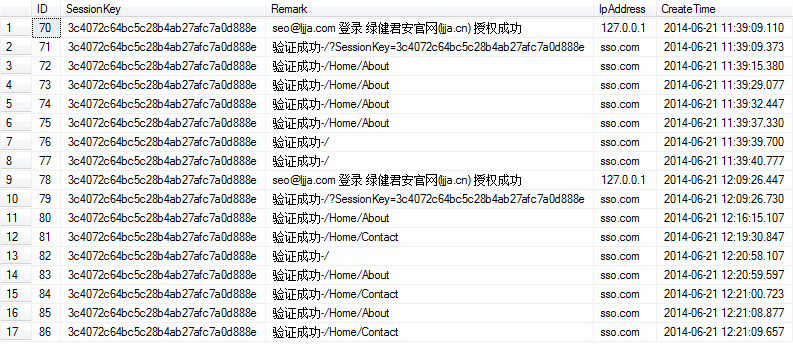 ID SessionKey Remark IpAddress CreateTime
1 70 3c4072c64bc5c28b4ab27afc7a0d888e seo@ljja.com 登录 绿健君安官网(ljja.cn) 授权成功 127.0.0.1 2014-06-21 11:39:09.110
2 71 3c4072c64bc5c28b4ab27afc7a0d888e 验证成功-/?SessionKey=3c4072c64bc5c28b4ab27afc7a0d888e sso.com 2014-06-21 11:39:09.373
3 72 3c4072c64bc5c28b4ab27afc7a0d888e 验证成功-/Home/About sso.com 2014-06-21 11:39:15.380
4 73 3c4072c64bc5c28b4ab27afc7a0d888e 验证成功-/Home/About sso.com 2014-06-21 11:39:29.077
5 74 3c4072c64bc5c28b4ab27afc7a0d888e 验证成功-/Home/About sso.com 2014-06-21 11:39:32.447
6 75 3c4072c64bc5c28b4ab27afc7a0d888e 验证成功-/Home/About sso.com 2014-06-21 11:39:37.330
7 76 3c4072c64bc5c28b4ab27afc7a0d888e 验证成功-/ sso.com 2014-06-21 11:39:39.700
8 77 3c4072c64bc5c28b4ab27afc7a0d888e 验证成功-/ sso.com 2014-06-21 11:39:40.777
9 78 3c4072c64bc5c28b4ab27afc7a0d888e seo@ljja.com 登录 绿健君安官网(ljja.cn) 授权成功 127.0.0.1 2014-06-21 12:09:26.447
10 79 3c4072c64bc5c28b4ab27afc7a0d888e 验证成功-/?SessionKey=3c4072c64bc5c28b4ab27afc7a0d888e sso.com 2014-06-21 12:09:26.730
11 80 3c4072c64bc5c28b4ab27afc7a0d888e 验证成功-/Home/About sso.com 2014-06-21 12:16:15.107
12 81 3c4072c64bc5c28b4ab27afc7a0d888e 验证成功-/Home/Contact sso.com 2014-06-21 12:19:30.847
13 82 3c4072c64bc5c28b4ab27afc7a0d888e 验证成功-/ sso.com 2014-06-21 12:20:58.107
14 83 3c4072c64bc5c28b4ab27afc7a0d888e 验证成功-/Home/About sso.com 2014-06-21 12:20:59.597
15 84 3c4072c64bc5c28b4ab27afc7a0d888e 验证成功-/Home/Contact sso.com 2014-06-21 12:21:00.723
16 85 3c4072c64bc5c28b4ab27afc7a0d888e 验证成功-/Home/About sso.com 2014-06-21 12:21:08.877
17 86 3c4072c64bc5c28b4ab27afc7a0d888e 验证成功-/Home/Contact sso.com 2014-06-21 12:21:09.657